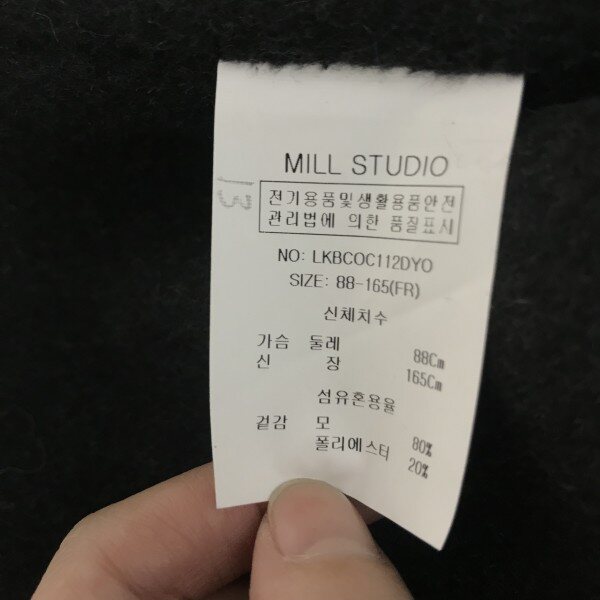 MILL STUDIO
전기용품및생활용품안전
관리법에 의한 품질표시
NO: LKBCOC112DYO
SIZE: 88-165(FR)
신체치수
가슴 둘레 88Cm
신 장 165Cm
섬유혼용율
겉감 모 80%
폴리에스터 20%
13